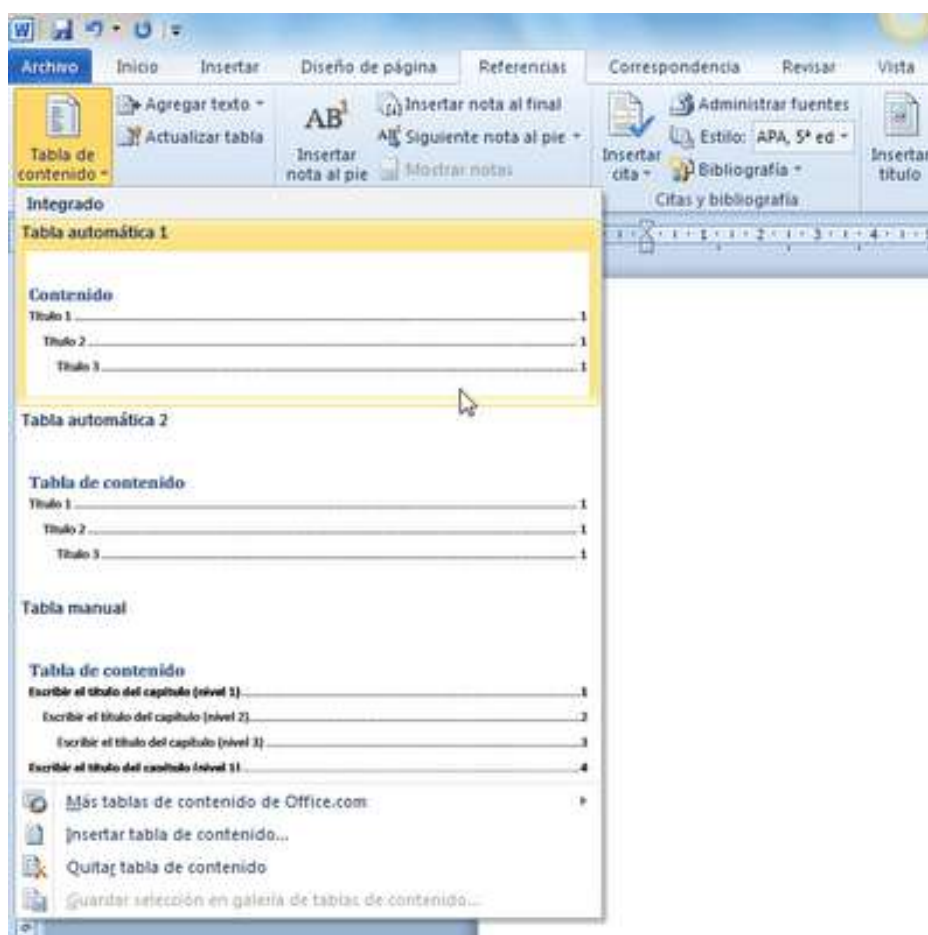 Archivo Inicio Insertar Diseño de página Referencias Correspondencia Revisar Vista
Tabla de contenido
Agregar texto
Actualizar tabla
AB1
Insertar nota al pie
Insertar nota al final
AB Siguiente nota al pie
Mostrar notas
Insertar cita
Administrar fuentes
Estilo: APA, 5ª ed
Bibliografía
Citas y bibliografía
Insertar título
Integrado
Tabla automática 1
Contenido
Título 1 1
Título 2 1
Título 3 1
Tabla automática 2
Tabla de contenido
Título 1 1
Título 2 1
Título 3 1
Tabla manual
Tabla de contenido
Escribir el título del capítulo (nivel 1) 1
Escribir el título del capítulo (nivel 2) 2
Escribir el título del capítulo (nivel 3) 3
Escribir el título del capítulo (nivel 1) 4
Más tablas de contenido de Office.com
Insertar tabla de contenido...
Quitar tabla de contenido
Guardar selección en galería de tablas de contenido...
1 2 3 4